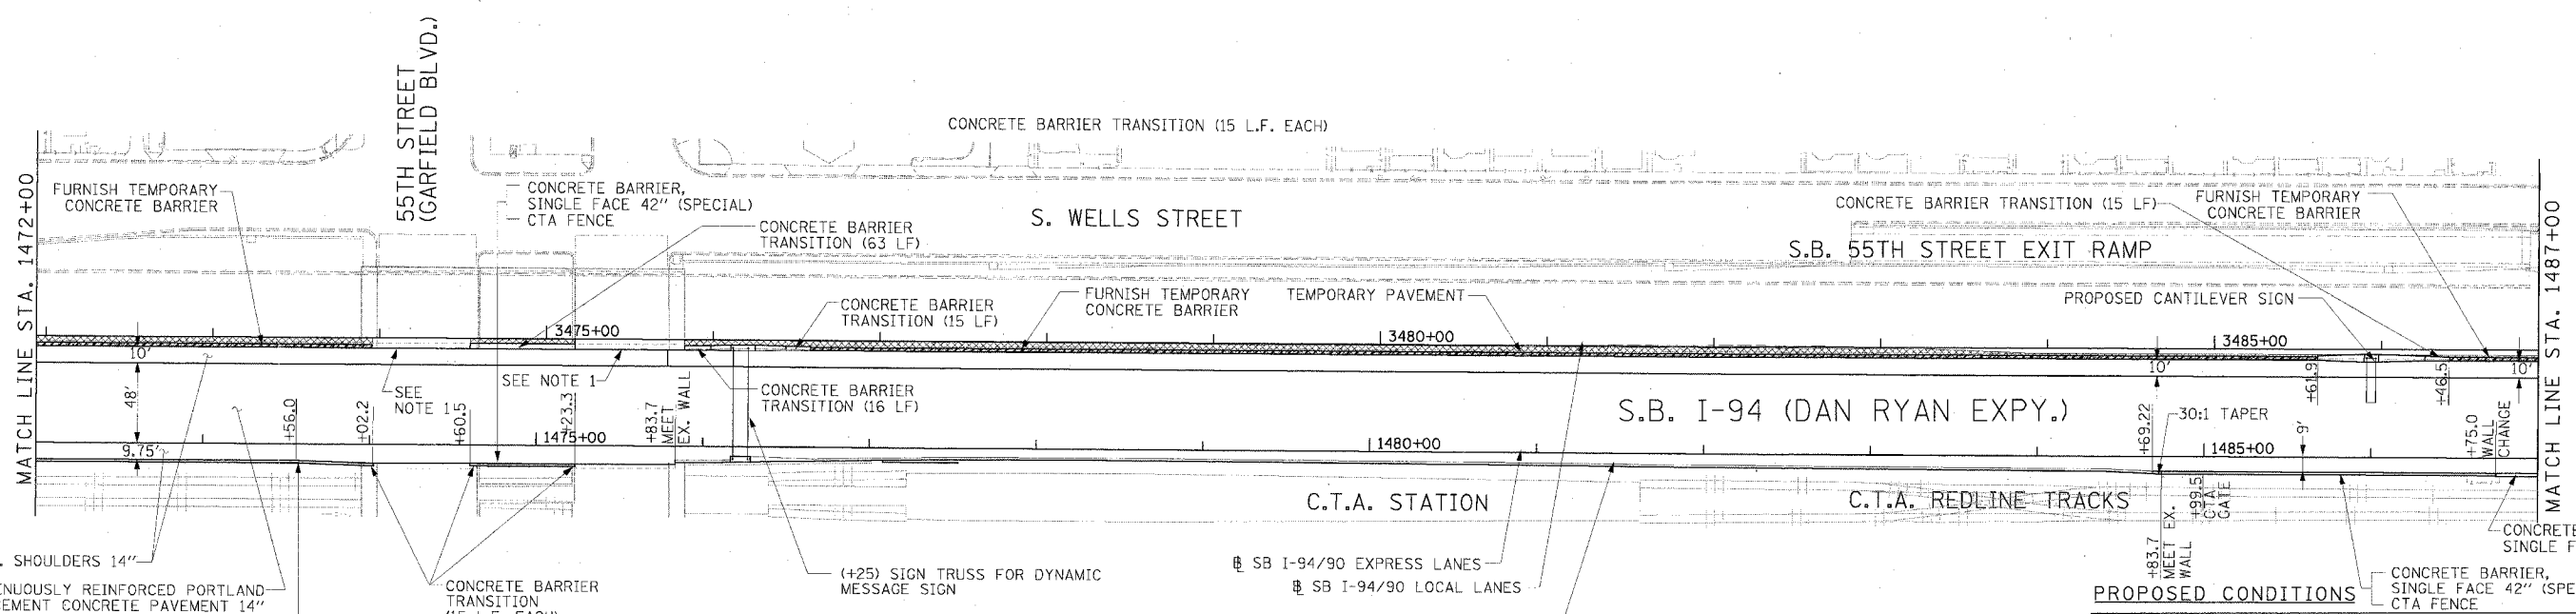 55TH STREET
(GARFIELD BLVD.)
CONCRETE BARRIER TRANSITION (15 L.F. EACH)
MATCH LINE STA. 1472+00
FURNISH TEMPORARY
CONCRETE BARRIER
CONCRETE BARRIER,
SINGLE FACE 42" (SPECIAL)
CTA FENCE
CONCRETE BARRIER
TRANSITION (63 LF)
S. WELLS STREET
CONCRETE BARRIER TRANSITION (15 LF)
FURNISH TEMPORARY
CONCRETE BARRIER
S.B. 55TH STREET EXIT RAMP
MATCH LINE STA. 1487+00
CONCRETE BARRIER
TRANSITION (15 LF)
FURNISH TEMPORARY
CONCRETE BARRIER
TEMPORARY PAVEMENT
PROPOSED CANTILEVER SIGN
3475+00
3480+00
3485+00
10'
10'
10'
48'
SEE
NOTE 1
SEE NOTE 1
CONCRETE BARRIER
TRANSITION (16 LF)
S.B. I-94 (DAN RYAN EXPY.)
30:1 TAPER
+56.0
+02.2
+60.5
+23.3
+83.7
MEET
EX. WALL
+69.22
+61.9
+46.5
+75.0
WALL
CHANGE
9.75'
1475+00
1480+00
1485+00
9'
C.T.A. STATION
C.T.A. REDLINE TRACKS
+99.5
CTA
GATE
+83.7
MEET EX.
WALL
. SHOULDERS 14"
ENUOUSLY REINFORCED PORTLAND
CEMENT CONCRETE PAVEMENT 14"
CONCRETE BARRIER
TRANSITION
(15 L.F. EACH)
(+25) SIGN TRUSS FOR DYNAMIC
MESSAGE SIGN
℄ SB I-94/90 EXPRESS LANES
℄ SB I-94/90 LOCAL LANES
CONCRETE
SINGLE F
PROPOSED CONDITIONS
CONCRETE BARRIER,
SINGLE FACE 42" (SPE
CTA FENCE